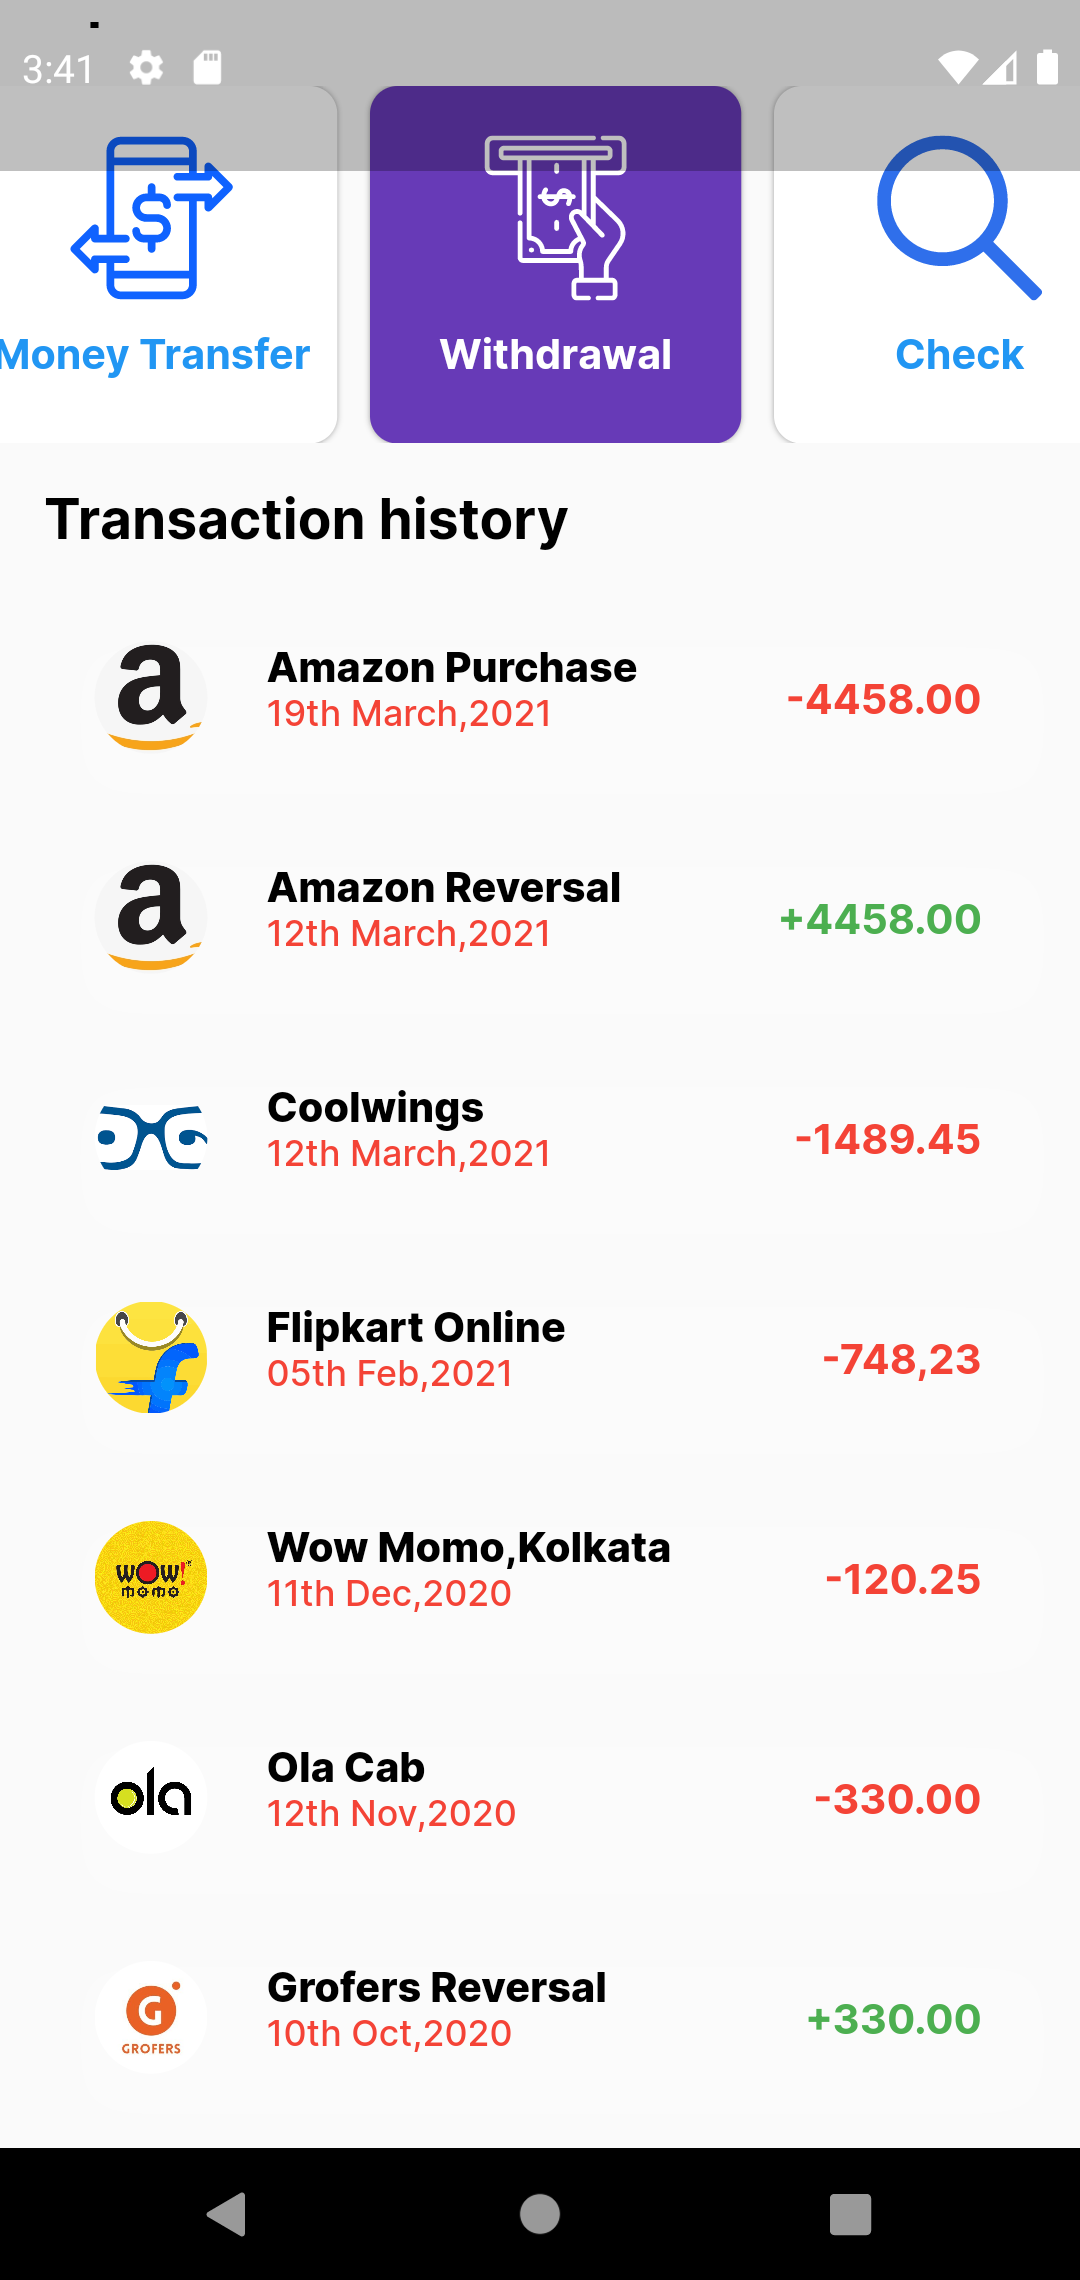 3:41
Money Transfer
Withdrawal
Check
Transaction history
Amazon Purchase
19th March,2021
-4458.00
Amazon Reversal
12th March,2021
+4458.00
Coolwings
12th March,2021
-1489.45
Flipkart Online
05th Feb,2021
-748,23
WOW!
MOMO
Wow Momo,Kolkata
11th Dec,2020
-120.25
ola
Ola Cab
12th Nov,2020
-330.00
G
GROFERS
Grofers Reversal
10th Oct,2020
+330.00